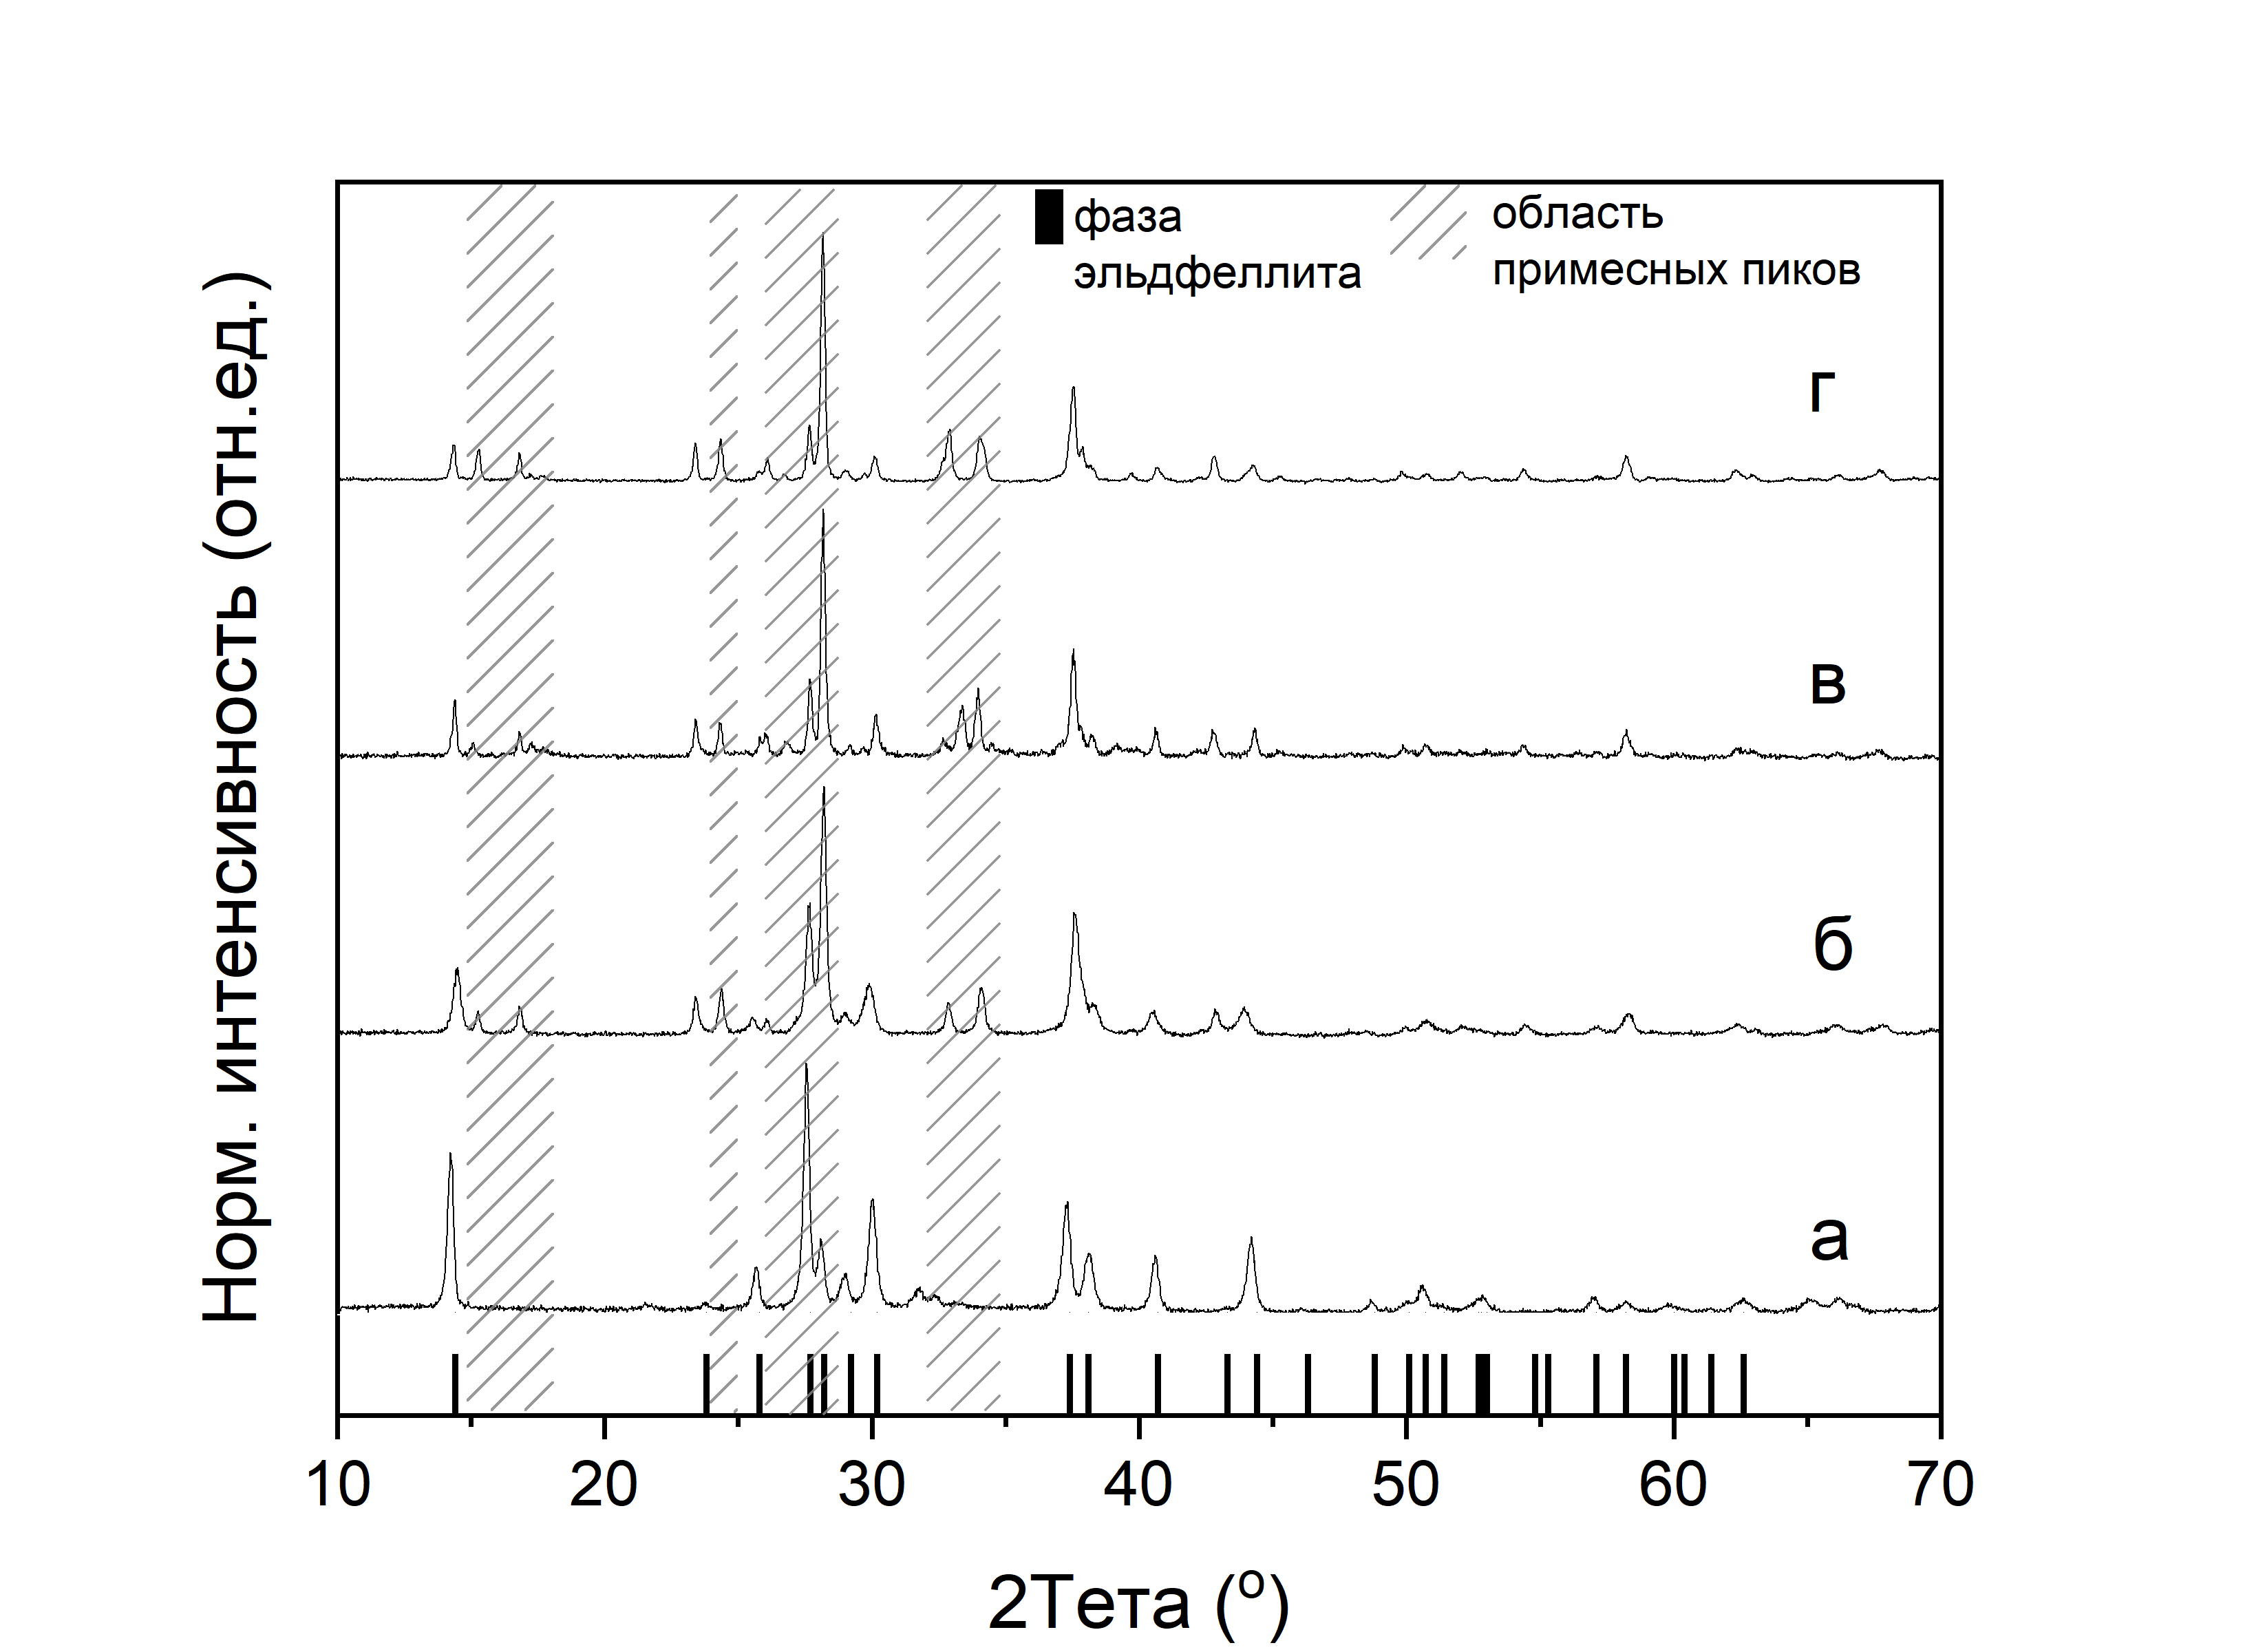 фаза
эльдфеллита
область
примесных пиков
г
в
б
а
Норм. интенсивность (отн.ед.)
10 20 30 40 50 60 70
2Тета (º)